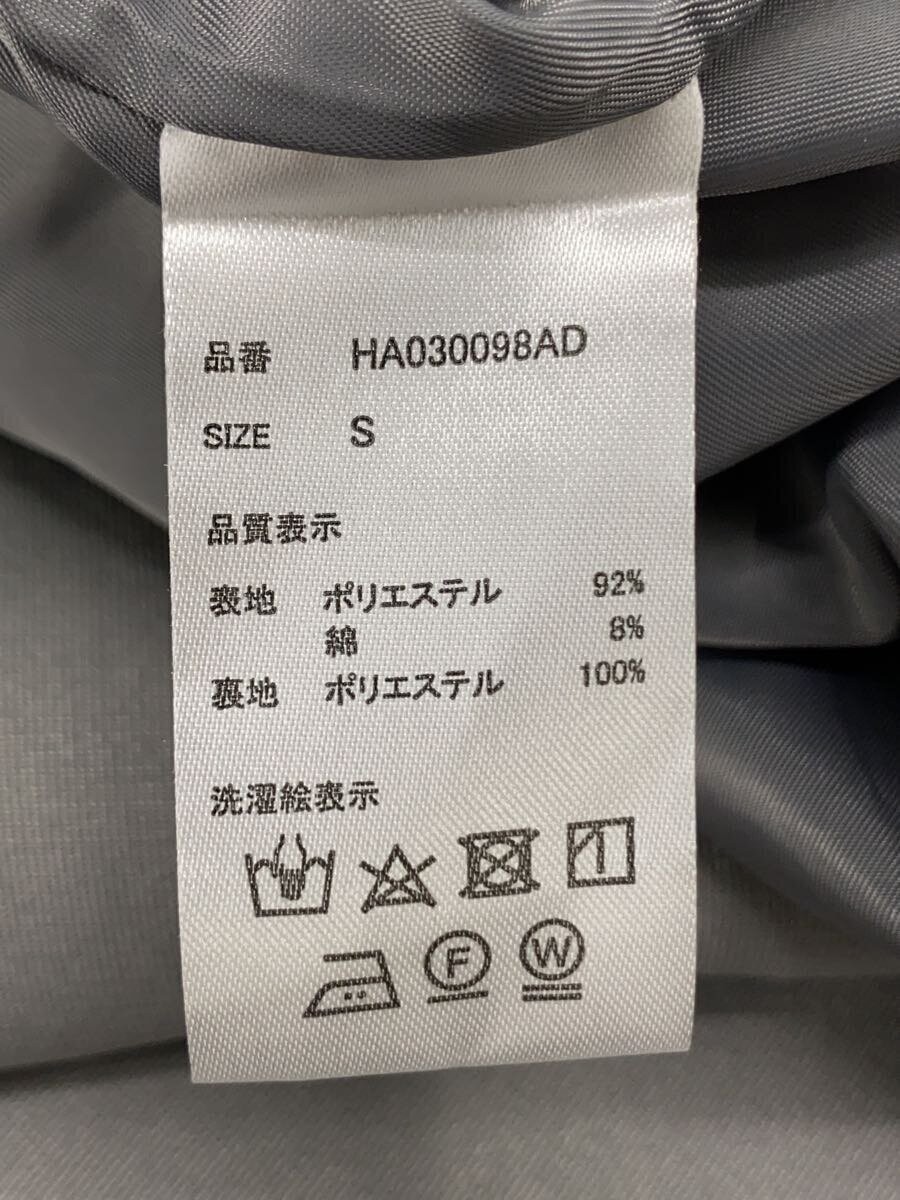 品番 HA030098AD
SIZE S
品質表示
表地 ポリエステル 92%
綿 8%
裏地 ポリエステル 100%
洗濯絵表示
F W